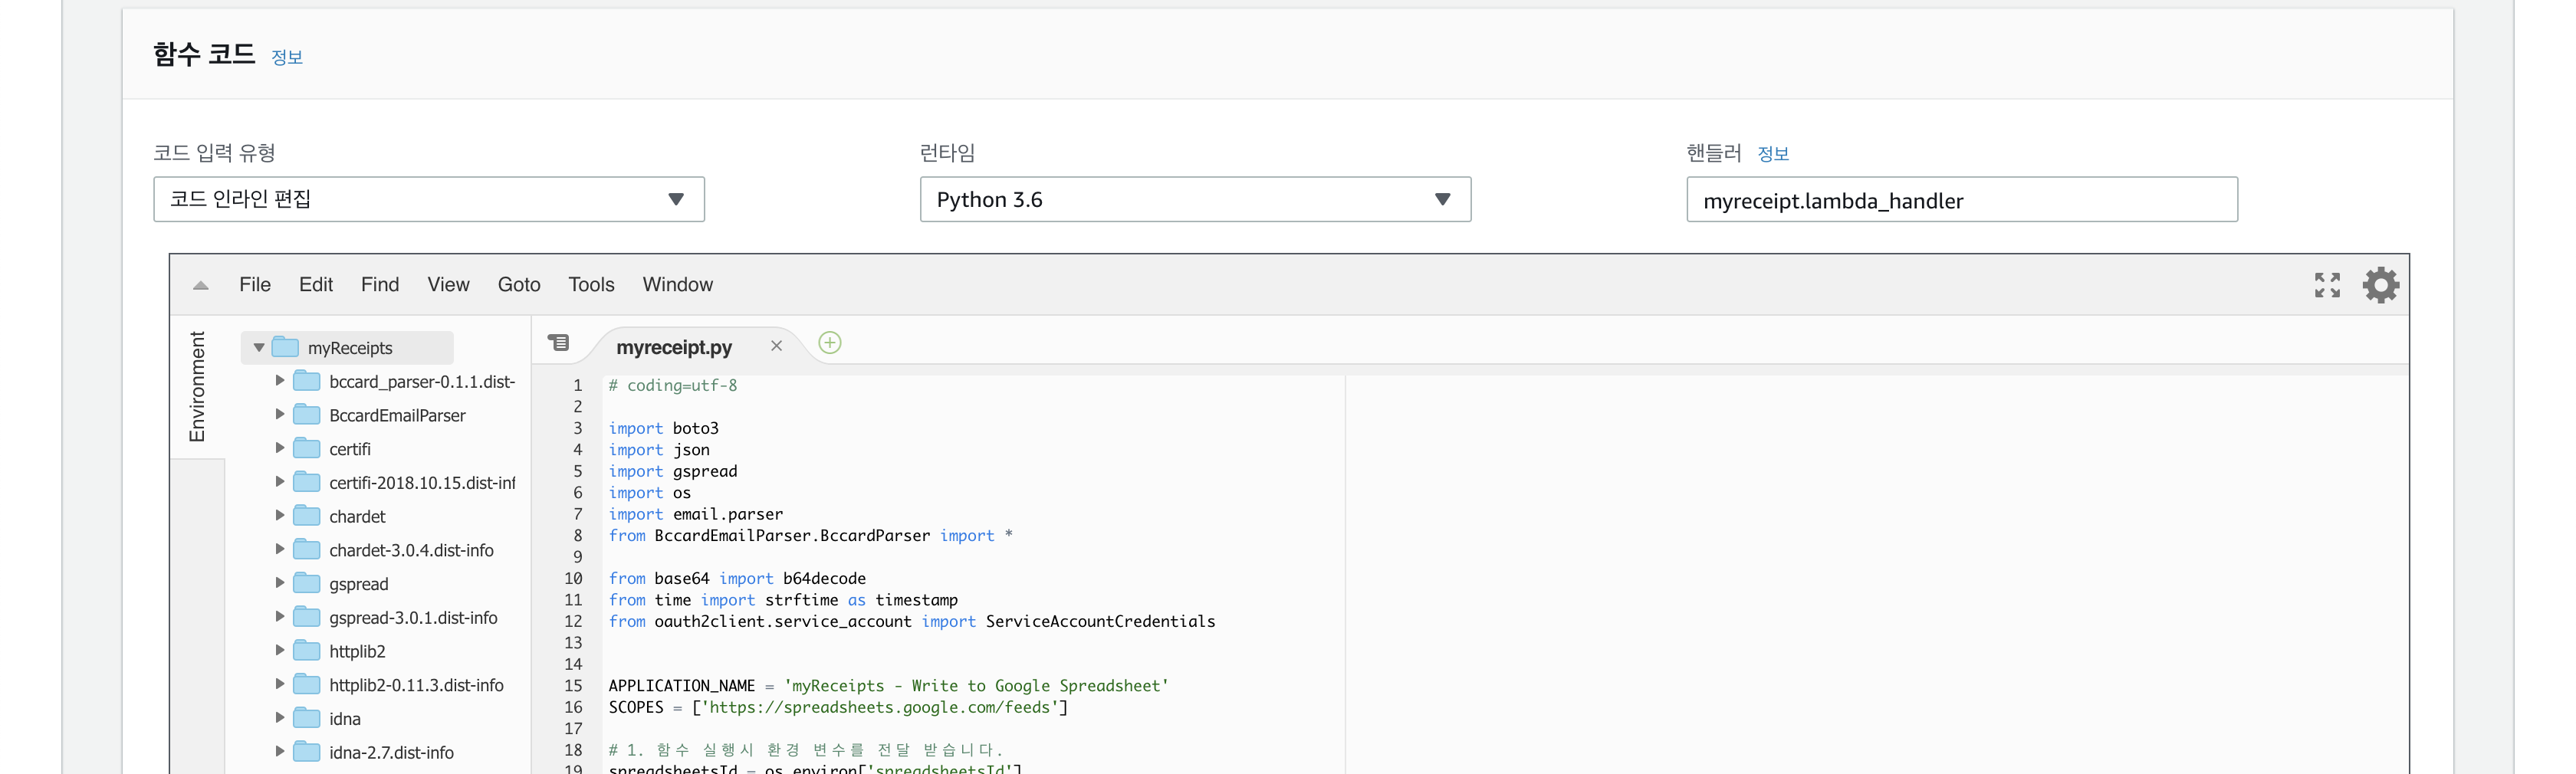 함수 코드 정보
코드 입력 유형
코드 인라인 편집
런타임
Python 3.6
핸들러 정보
myreceipt.lambda_handler
File Edit Find View Goto Tools Window
Environment
myReceipts
bccard_parser-0.1.1.dist-
BccardEmailParser
certifi
certifi-2018.10.15.dist-inf
chardet
chardet-3.0.4.dist-info
gspread
gspread-3.0.1.dist-info
httplib2
httplib2-0.11.3.dist-info
idna
idna-2.7.dist-info
myreceipt.py
1 # coding=utf-8
2
3 import boto3
4 import json
5 import gspread
6 import os
7 import email.parser
8 from BccardEmailParser.BccardParser import *
9
10 from base64 import b64decode
11 from time import strftime as timestamp
12 from oauth2client.service_account import ServiceAccountCredentials
13
14
15 APPLICATION_NAME = 'myReceipts - Write to Google Spreadsheet'
16 SCOPES = ['https://spreadsheets.google.com/feeds']
17
18 # 1. 함수 실행시 환경 변수를 전달 받습니다.
19 spreadsheetsId = os.environ['spreadsheetsId']